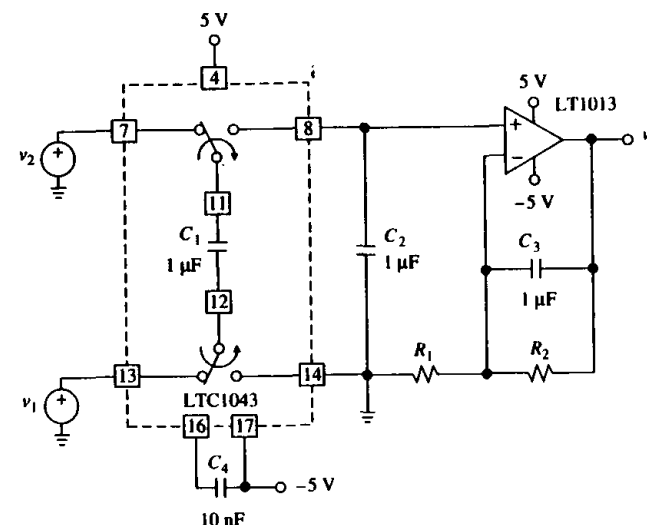 5 V
4
5 V
LT1013
7
8
+
v₂
+
−
v
11
−5 V
C₁
1 μF
C₂
1 μF
C₃
1 μF
12
13
14
R₁
R₂
v₁
+
LTC1043
16
17
C₄
−5 V
10 nF